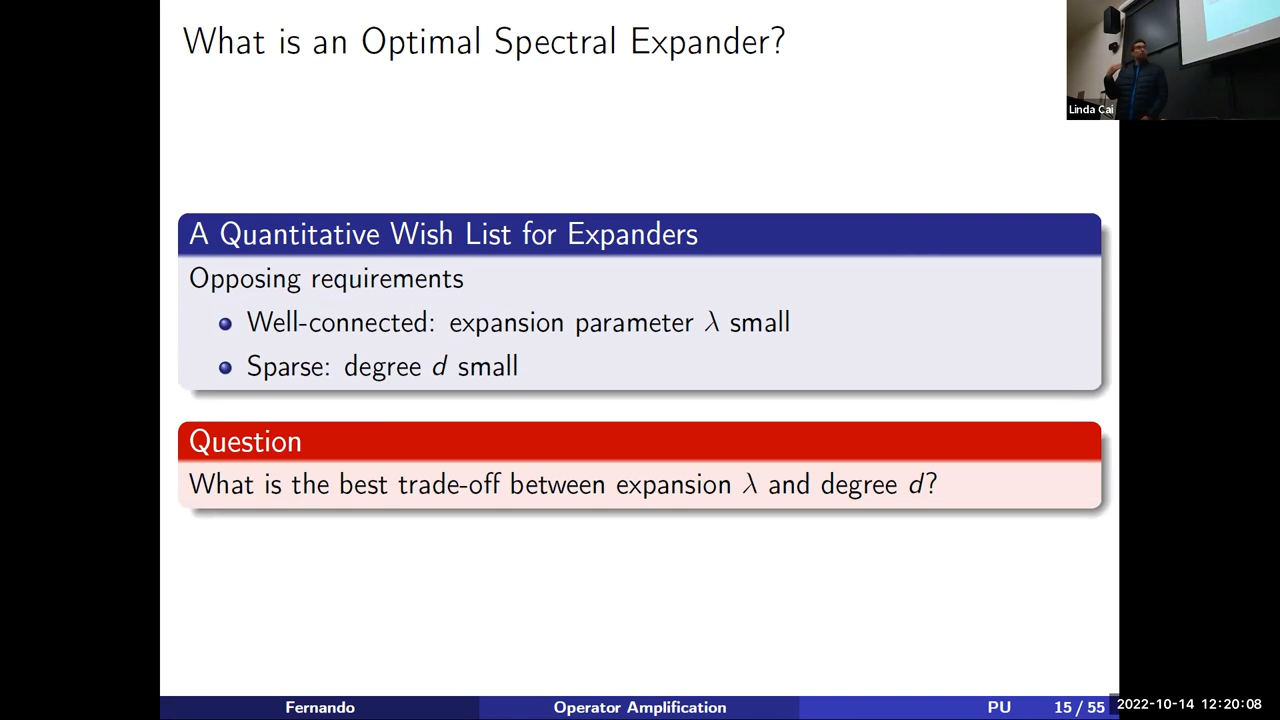 What is an Optimal Spectral Expander?
Linda Cai
A Quantitative Wish List for Expanders
Opposing requirements
Well-connected: expansion parameter λ small
Sparse: degree d small
Question
What is the best trade-off between expansion λ and degree d?
Fernando
Operator Amplification
PU
15 / 55
2022-10-14 12:20:08